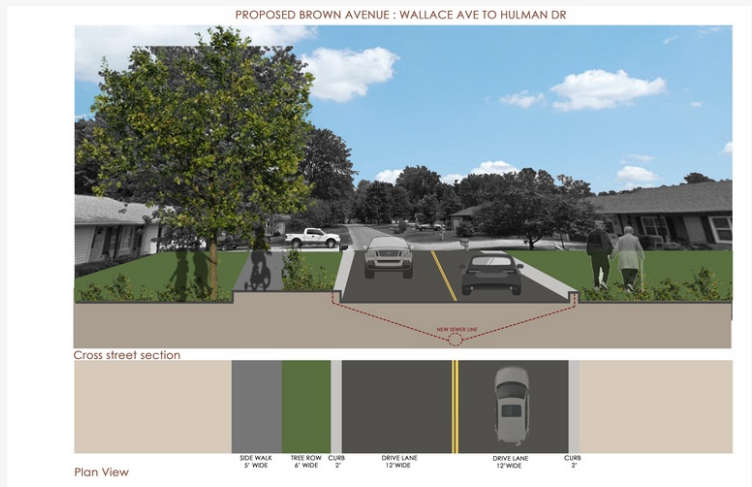 PROPOSED BROWN AVENUE : WALLACE AVE TO HULMAN DR
NEW SEWER LINE
Cross street section
SIDE WALK
5' WIDE
TREE ROW
6' WIDE
CURB
2'
DRIVE LANE
12'WIDE
DRIVE LANE
12'WIDE
CURB
2'
Plan View